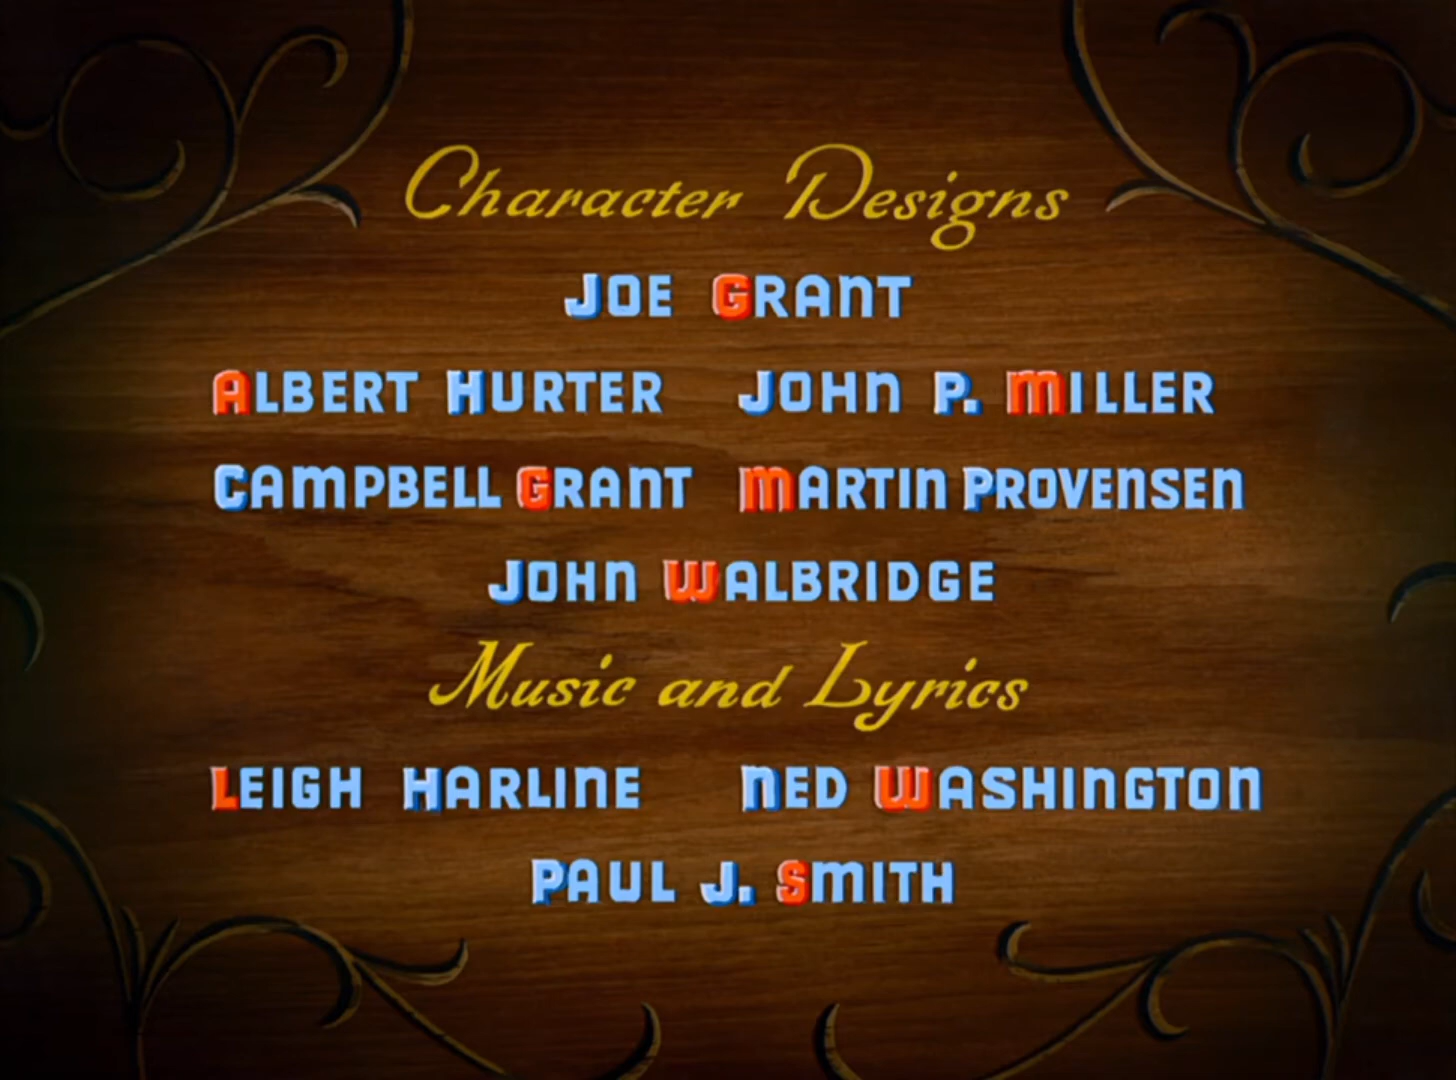 Character Designs
JOE GRANT
ALBERT HURTER JOHN P. MILLER
CAMPBELL GRANT MARTIN PROVENSEN
JOHN WALBRIDGE
Music and Lyrics
LEIGH HARLINE NED WASHINGTON
PAUL J. SMITH